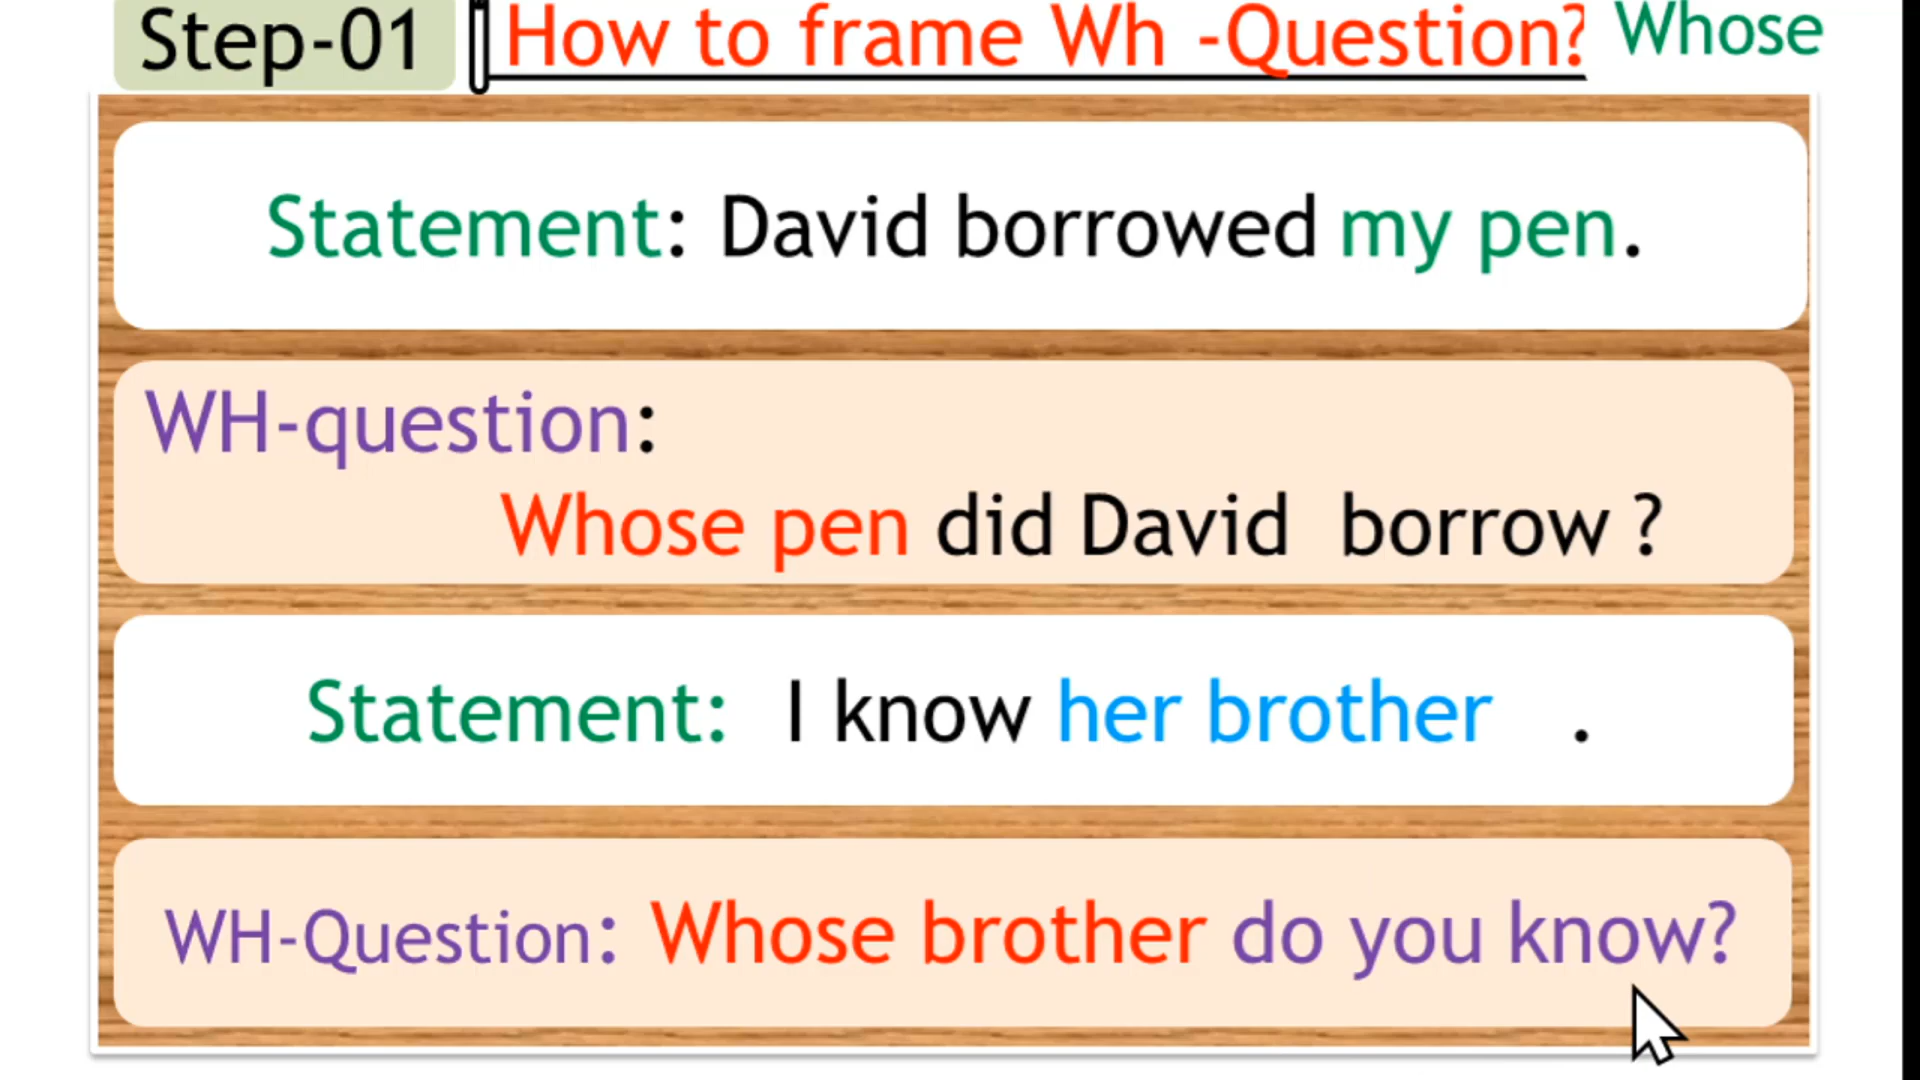 Step-01 How to frame Wh -Question? Whose
Statement: David borrowed my pen.
WH-question:
Whose pen did David borrow ?
Statement: I know her brother .
WH-Question: Whose brother do you know?